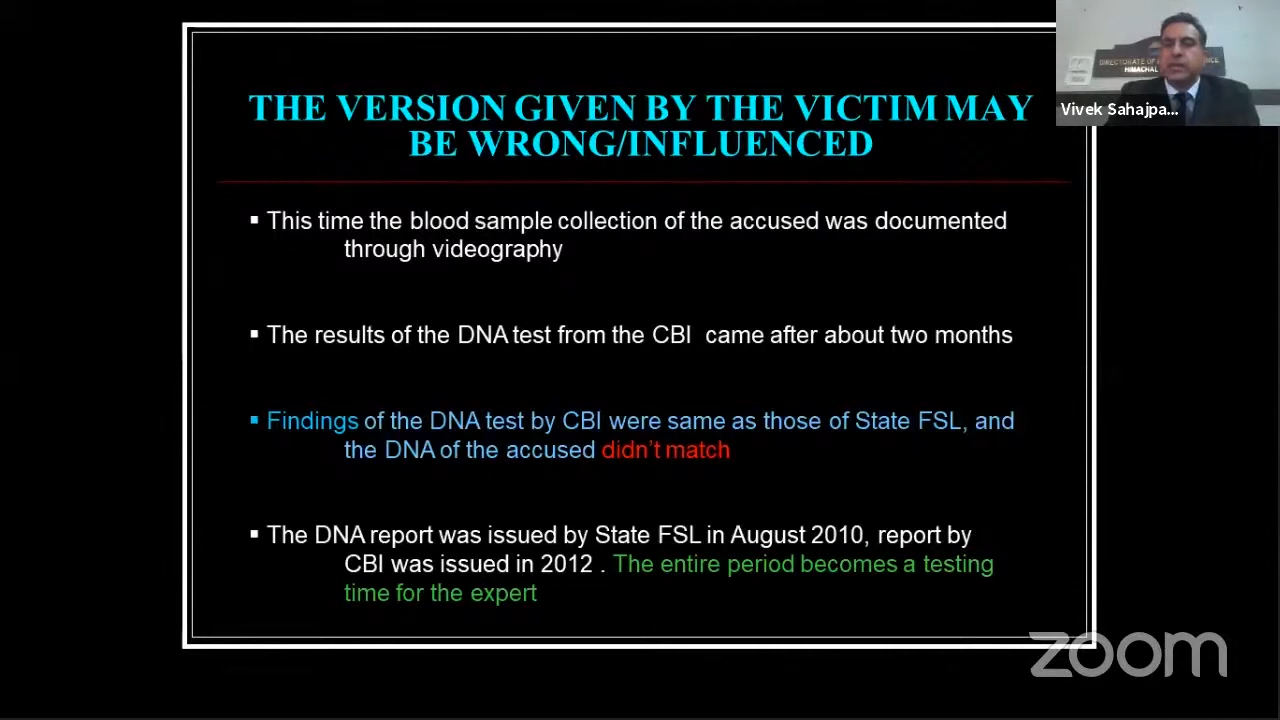 THE VERSION GIVEN BY THE VICTIM MAY
BE WRONG/INFLUENCED
▪ This time the blood sample collection of the accused was documented
through videography
▪ The results of the DNA test from the CBI came after about two months
▪ Findings of the DNA test by CBI were same as those of State FSL, and
the DNA of the accused didn't match
▪ The DNA report was issued by State FSL in August 2010, report by
CBI was issued in 2012 . The entire period becomes a testing
time for the expert
DIRECTORATE OF
HIMACHAL
Vivek Sahajpa...
zoom